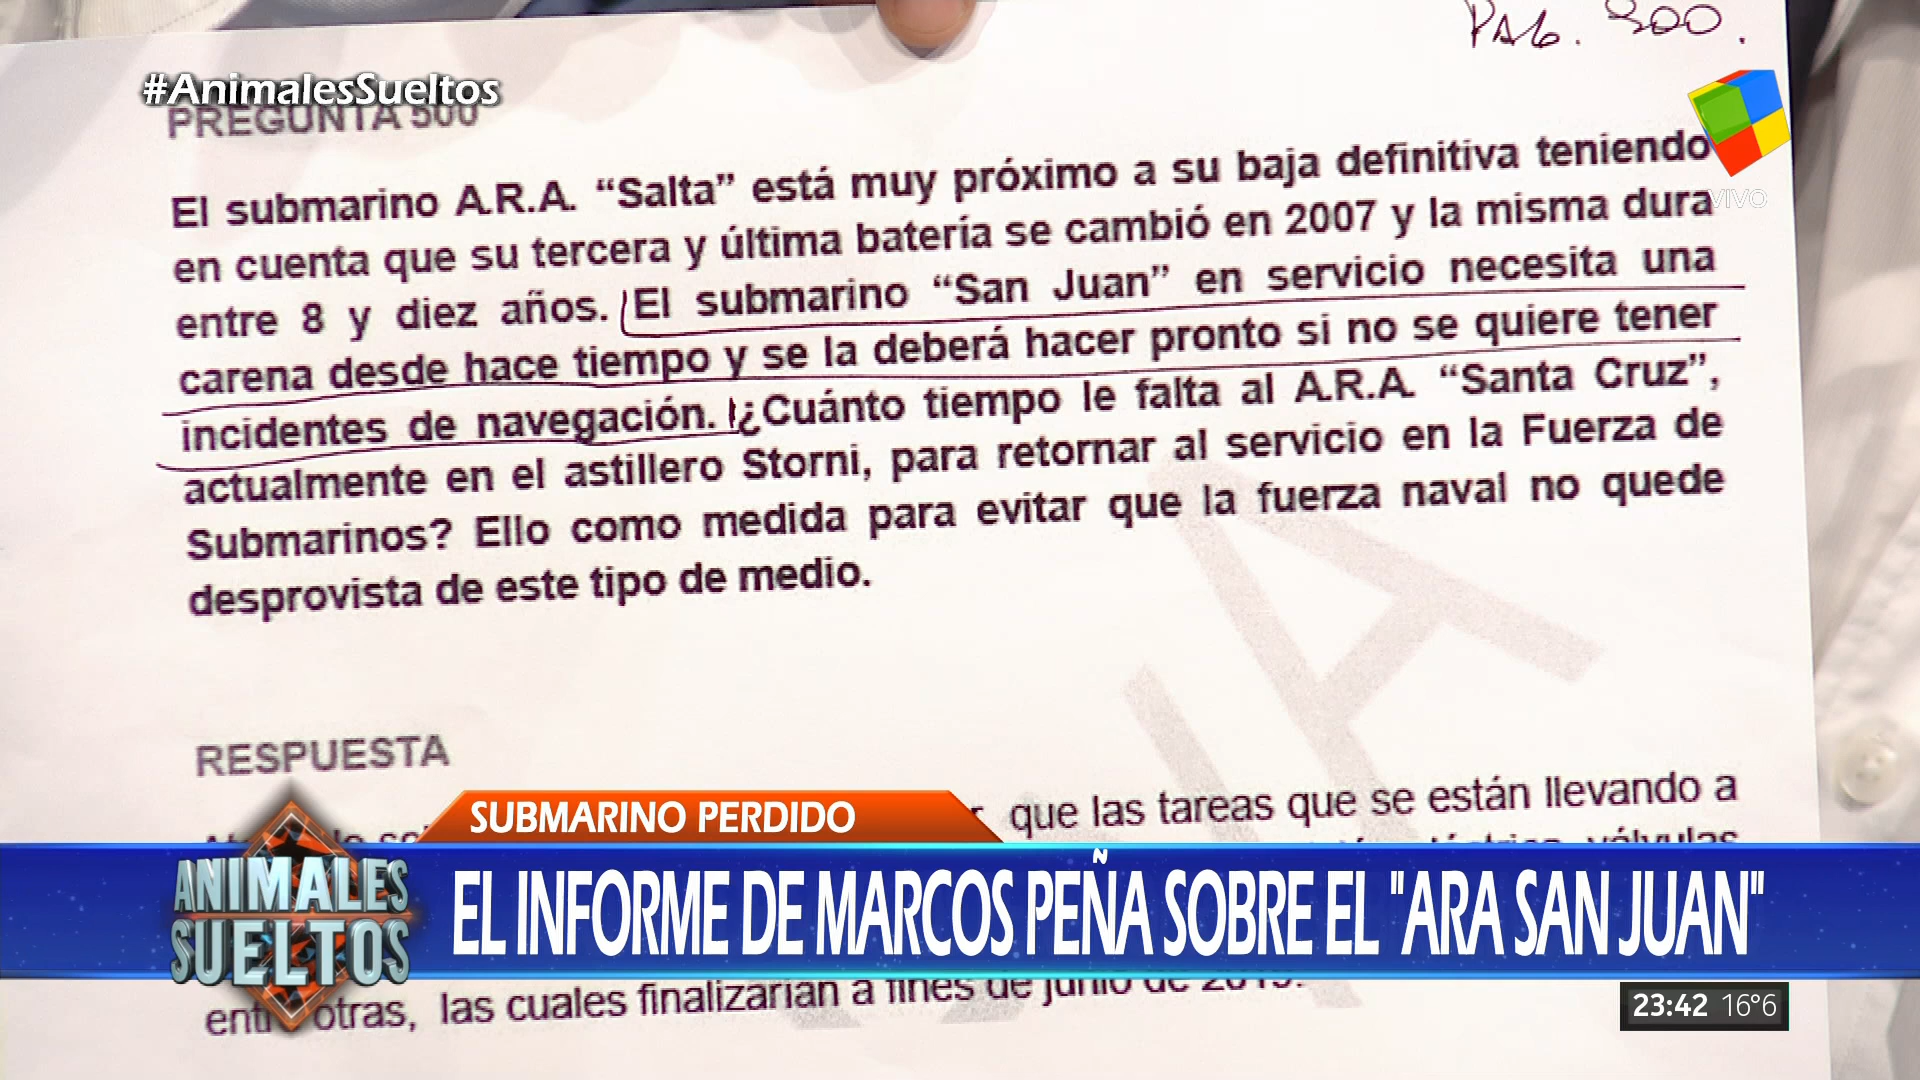 PAG. 300.
#AnimalesSueltos
PREGUNTA 500
VIVO
El submarino A.R.A. “Salta” está muy próximo a su baja definitiva teniendo
en cuenta que su tercera y última batería se cambió en 2007 y la misma dura
entre 8 y diez años. El submarino “San Juan” en servicio necesita una
carena desde hace tiempo y se la deberá hacer pronto si no se quiere tener
incidentes de navegación. ¿Cuánto tiempo le falta al A.R.A. “Santa Cruz”,
actualmente en el astillero Storni, para retornar al servicio en la Fuerza de
Submarinos? Ello como medida para evitar que la fuerza naval no quede
desprovista de este tipo de medio.
RESPUESTA
que las tareas que se están llevando a
válvulas
SUBMARINO PERDIDO
ANIMALES
SUELTOS
EL INFORME DE MARCOS PEÑA SOBRE EL "ARA SAN JUAN"
otras, las cuales finalizarían a fines de junio de
23:42 16°6